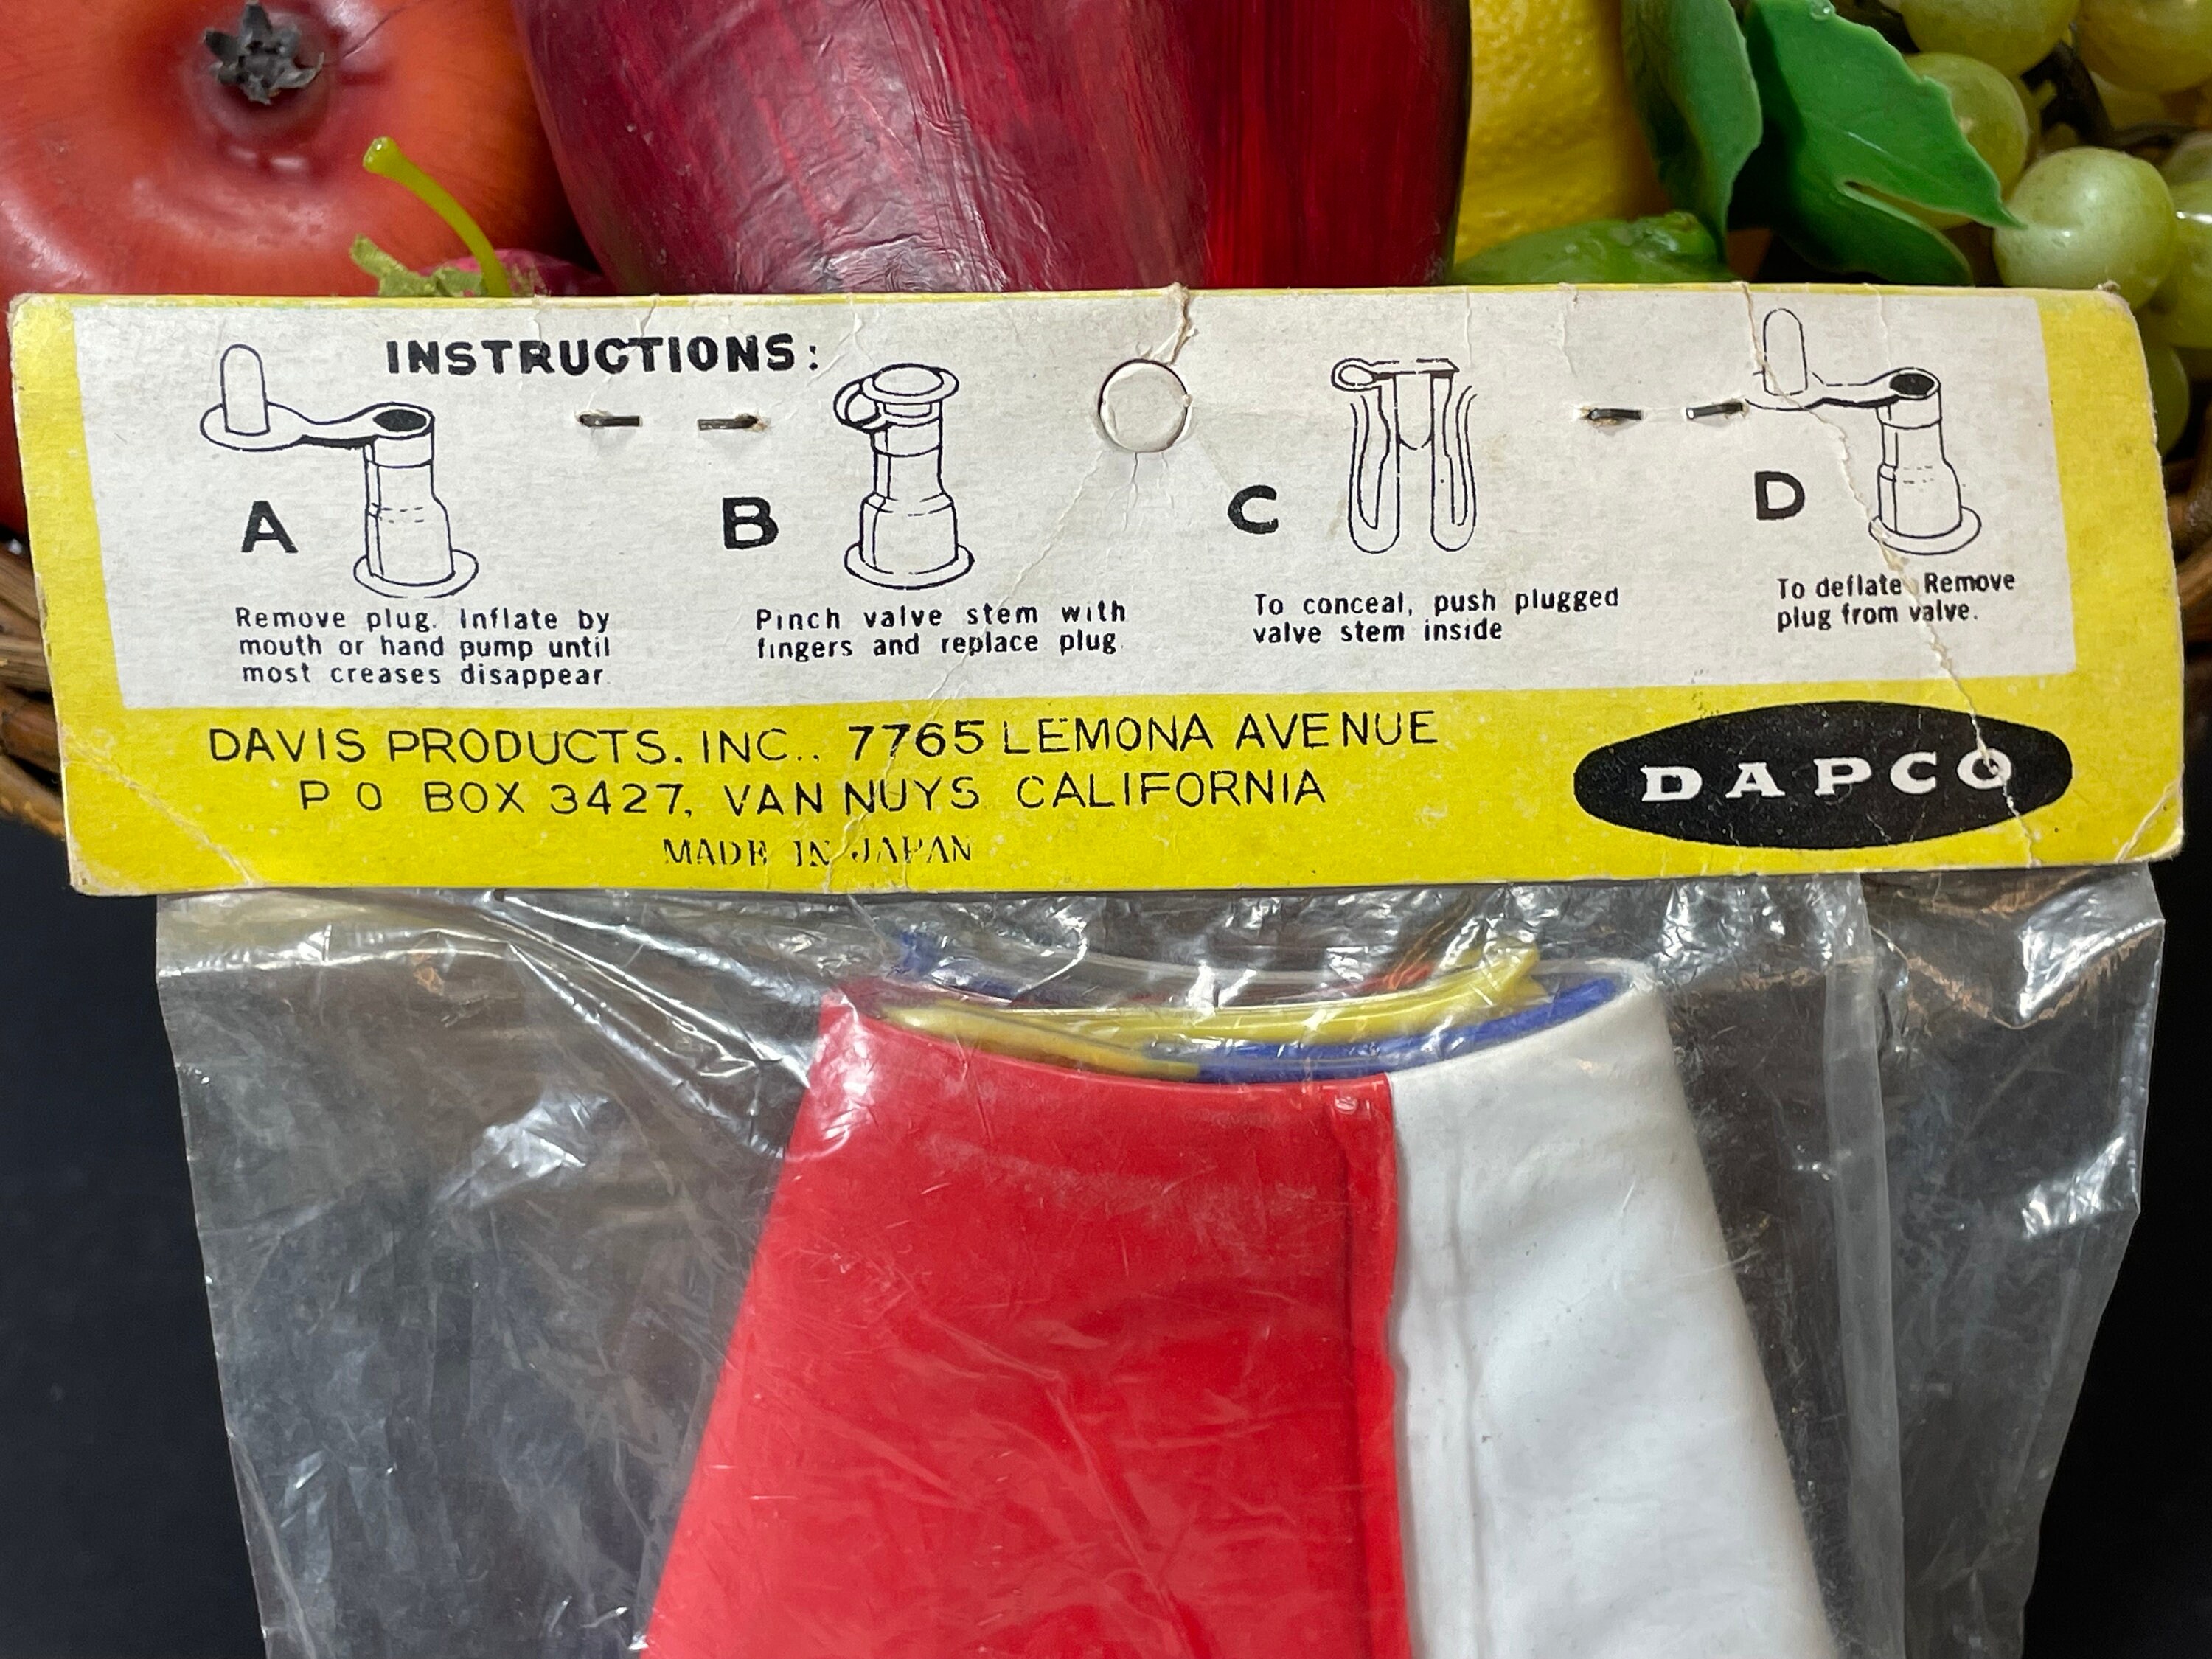 INSTRUCTIONS:
A
Remove plug. Inflate by
mouth or hand pump until
most creases disappear.
B
Pinch valve stem with
fingers and replace plug.
C
To conceal, push plugged
valve stem inside
D
To deflate Remove
plug from valve.
DAVIS PRODUCTS. INC.. 7765 LEMONA AVENUE
P O BOX 3427, VAN NUYS CALIFORNIA
MADE IN JAPAN
DAPCO